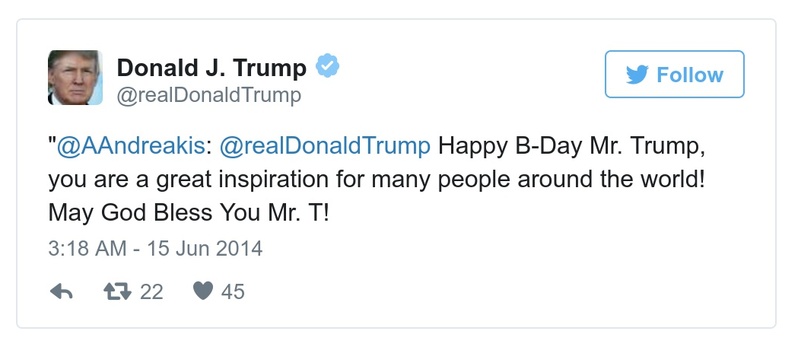 Donald J. Trump
@realDonaldTrump
Follow
"@AAndreakis: @realDonaldTrump Happy B-Day Mr. Trump,
you are a great inspiration for many people around the world!
May God Bless You Mr. T!
3:18 AM - 15 Jun 2014
22 45